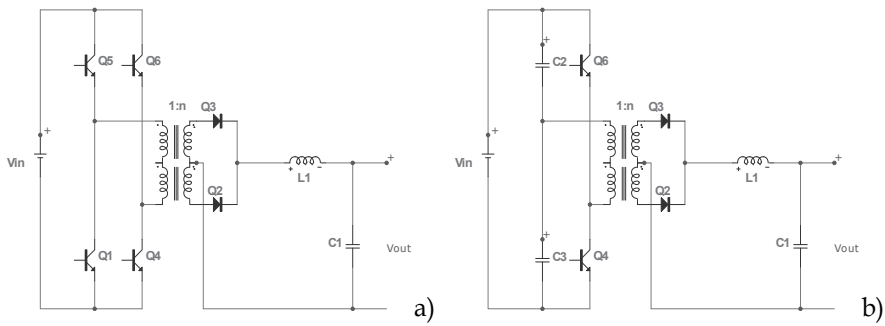 Q5
Q6
1:n
Q3
Vin
+
L1
+
-
+
Q2
Q1
Q4
C1
Vout
a)
+
C2
Q6
1:n
Q3
Vin
+
L1
+
-
+
Q2
+
C3
Q4
C1
Vout
b)